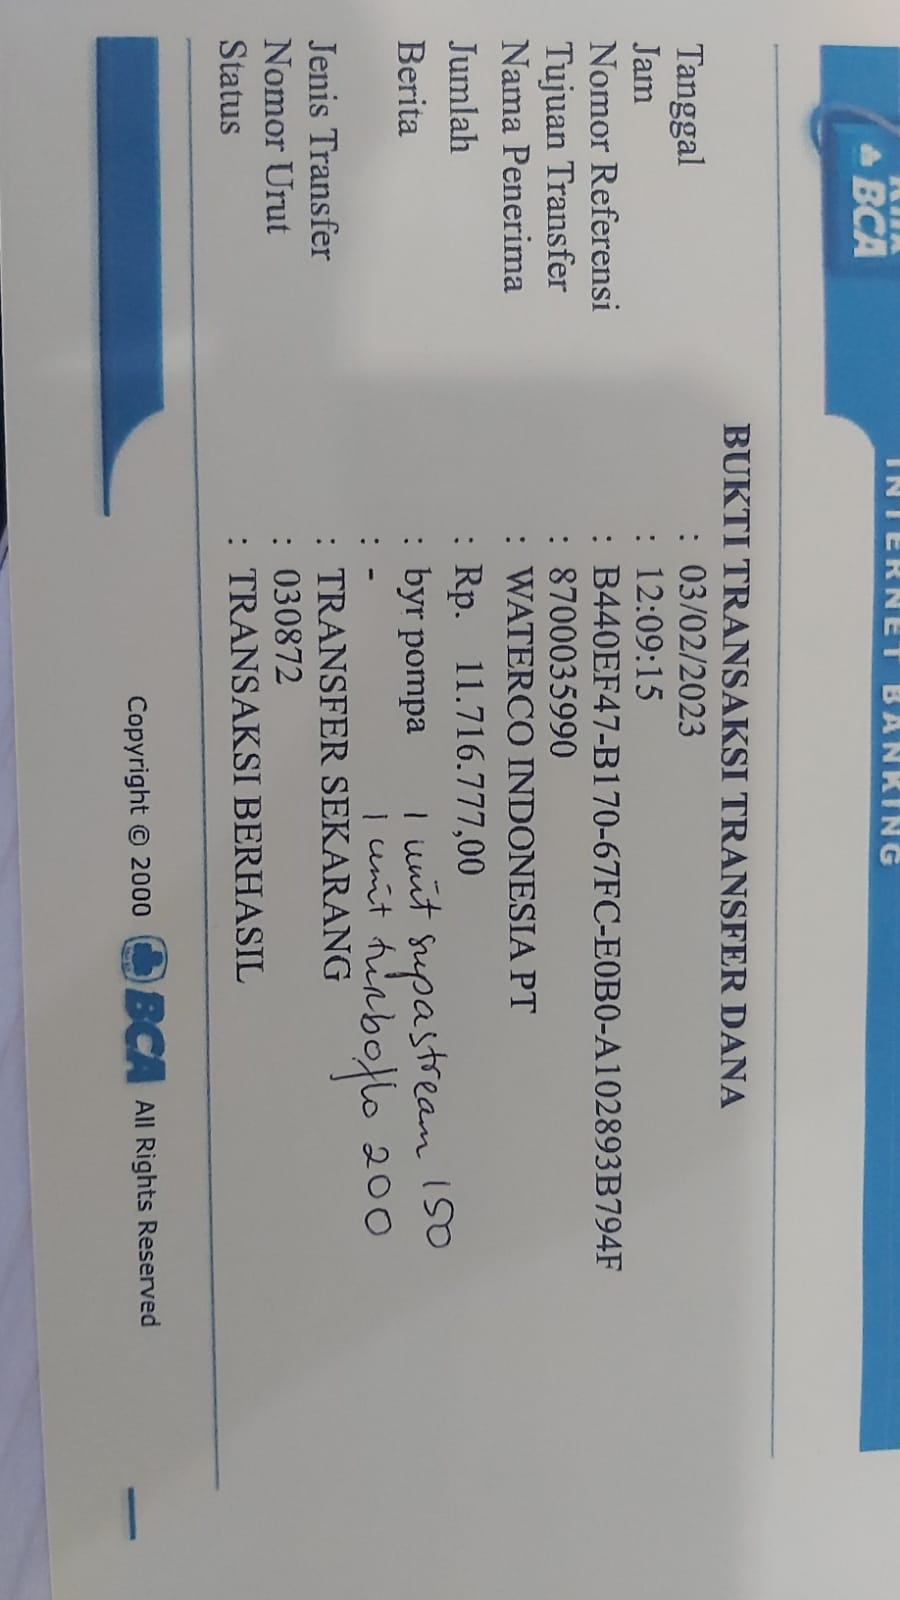 BCA
INTERNET BANKING
BUKTI TRANSAKSI TRANSFER DANA
Tanggal : 03/02/2023
Jam : 12:09:15
Nomor Referensi : B440EF47-B170-67FC-E0B0-A102893B794F
Tujuan Transfer : 8700035990
Nama Penerima : WATERCO INDONESIA PT
Jumlah : Rp. 11.716.777,00
Berita : byr pompa 1 unit supastream 150
: - 1 unit turboflo 200
Jenis Transfer : TRANSFER SEKARANG
Nomor Urut : 030872
Status : TRANSAKSI BERHASIL
Copyright © 2000 BCA All Rights Reserved